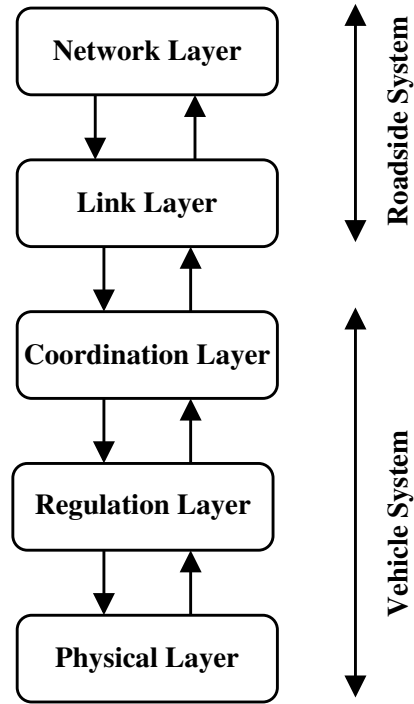 Network Layer
Link Layer
Coordination Layer
Regulation Layer
Physical Layer
Roadside System
Vehicle System